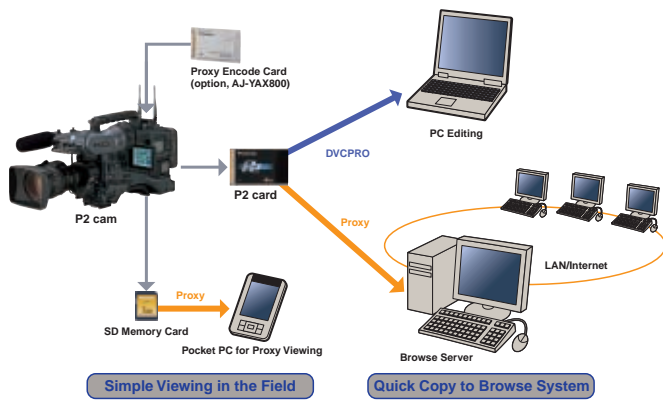 Proxy Encode Card
(option, AJ-YAX800)
P2 cam
P2 card
DVCPRO
PC Editing
Proxy
LAN/Internet
Proxy
SD Memory Card
Pocket PC for Proxy Viewing
Browse Server
Simple Viewing in the Field
Quick Copy to Browse System